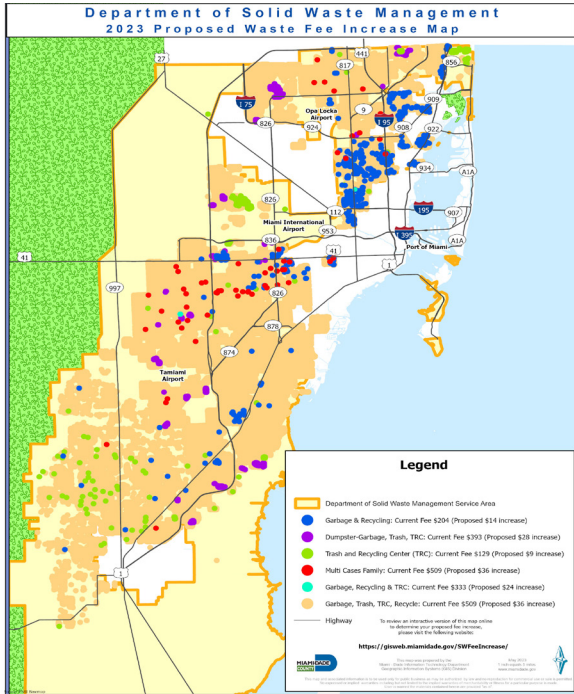 Department of Solid Waste Management
2023 Proposed Waste Fee Increase Map
27
441
817
856
I 75
Opa Locka
Airport
9
I 95
909
826
924
908
922
934
A1A
826
112
195
907
Miami International
Airport
953
836
I 395
A1A
41
41
Port of Miami
1
997
826
878
874
Tamiami
Airport
1
Legend
Department of Solid Waste Management Service Area
Garbage & Recycling: Current Fee $204 (Proposed $14 increase)
Dumpster-Garbage, Trash, TRC: Current Fee $393 (Proposed $28 increase)
Trash and Recycling Center (TRC): Current Fee $129 (Proposed $9 increase)
Multi Cases Family: Current Fee $509 (Proposed $36 increase)
Garbage, Recycling & TRC: Current Fee $333 (Proposed $24 increase)
Garbage, Trash, TRC, Recycle: Current Fee $509 (Proposed $36 increase)
Highway
To review an interactive version of this map online
to determine your proposed fee increase,
please visit the following website:
https://gisweb.miamidade.gov/SWFeeIncrease/
MIAMIDADE
COUNTY